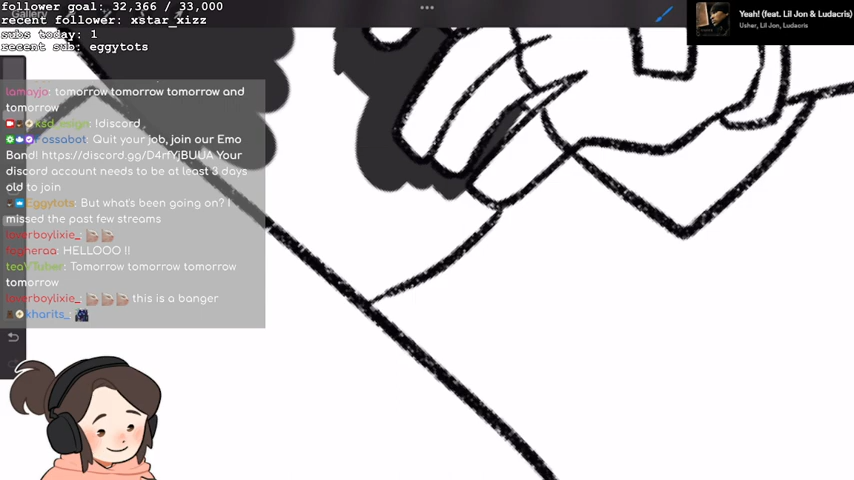 follower goal: 32,366 / 33,000
Gallery
recent follower: xstar_xizz
subs today: 1
recent sub: eggytots
Yeah! (feat. Lil Jon & Ludacris)
Usher, Lil Jon, Ludacris
lamayjo: tomorrow tomorrow tomorrow and
tomorrow
!discord
Fossabot: Quit your job, join our Emo
Band! https://discord.gg/D4rfYjBUUA Your
discord account needs to be at least 3 days
old to join
Eggytots: But what's been going on? I
missed the past few streams
loverboylixie_:
HELLOOO !!
teaVTuber: Tomorrow tomorrow tomorrow
tomorrow
loverboylixie_: this is a banger
kharits_: